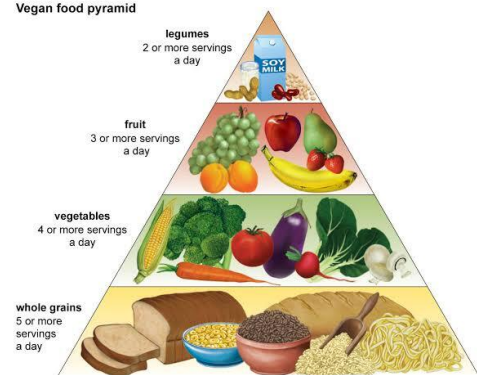 Vegan food pyramid
legumes
2 or more servings
a day
SOY
MILK
fruit
3 or more servings
a day
vegetables
4 or more servings
a day
whole grains
5 or more
servings
a day